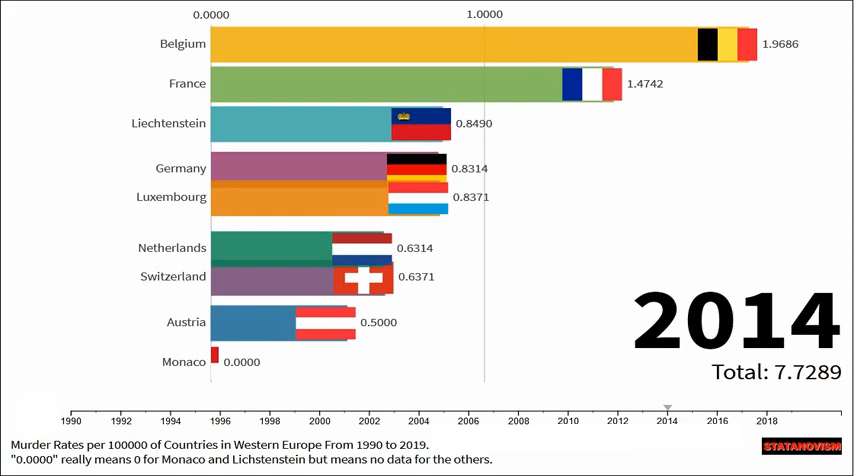 0.0000 1.0000
Belgium 1.9686
France 1.4742
Liechtenstein 0.8490
Germany 0.8314
Luxembourg 0.8371
Netherlands 0.6314
Switzerland 0.6371
Austria 0.5000
Monaco 0.0000
2014
Total: 7.7289
1990 1992 1994 1996 1998 2000 2002 2004 2006 2008 2010 2012 2014 2016 2018
Murder Rates per 100000 of Countries in Western Europe From 1990 to 2019.
"0.0000" really means 0 for Monaco and Lichstenstein but means no data for the others.
STATANOVISM